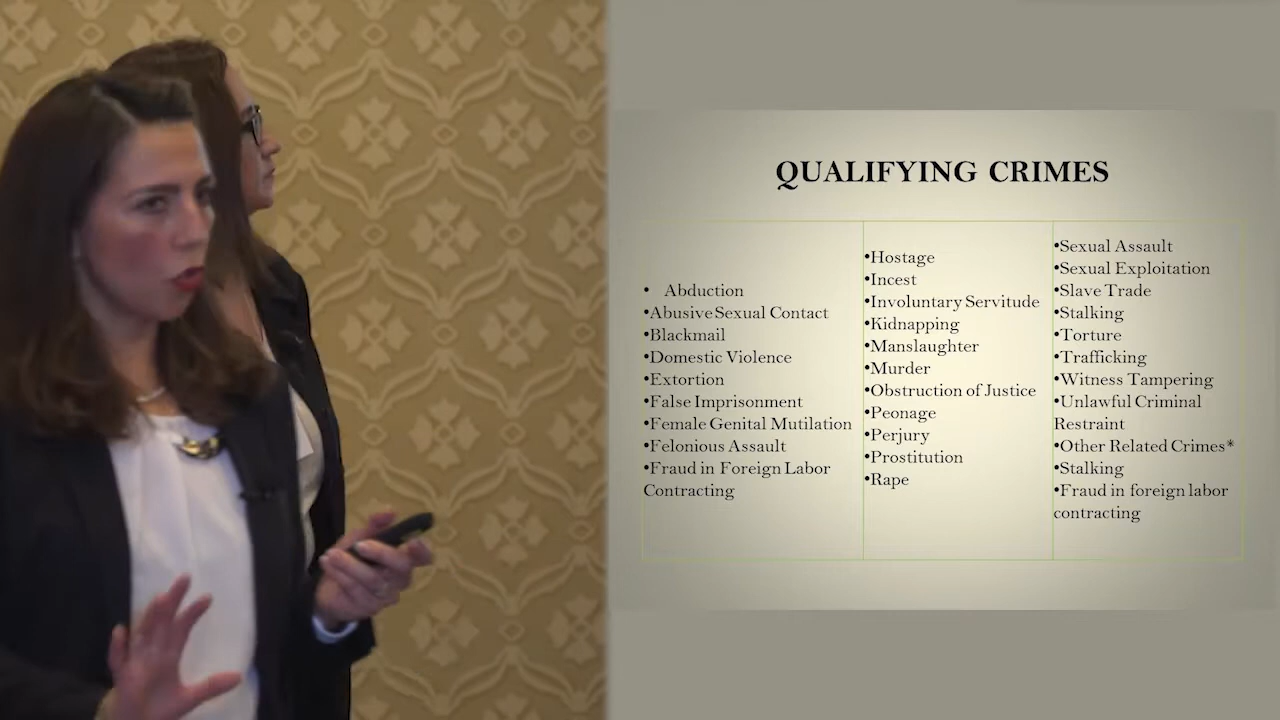 QUALIFYING CRIMES
• Abduction
•Abusive Sexual Contact
•Blackmail
•Domestic Violence
•Extortion
•False Imprisonment
•Female Genital Mutilation
•Felonious Assault
•Fraud in Foreign Labor
Contracting
•Hostage
•Incest
•Involuntary Servitude
•Kidnapping
•Manslaughter
•Murder
•Obstruction of Justice
•Peonage
•Perjury
•Prostitution
•Rape
•Sexual Assault
•Sexual Exploitation
•Slave Trade
•Stalking
•Torture
•Trafficking
•Witness Tampering
•Unlawful Criminal
Restraint
•Other Related Crimes*
•Stalking
•Fraud in foreign labor
contracting